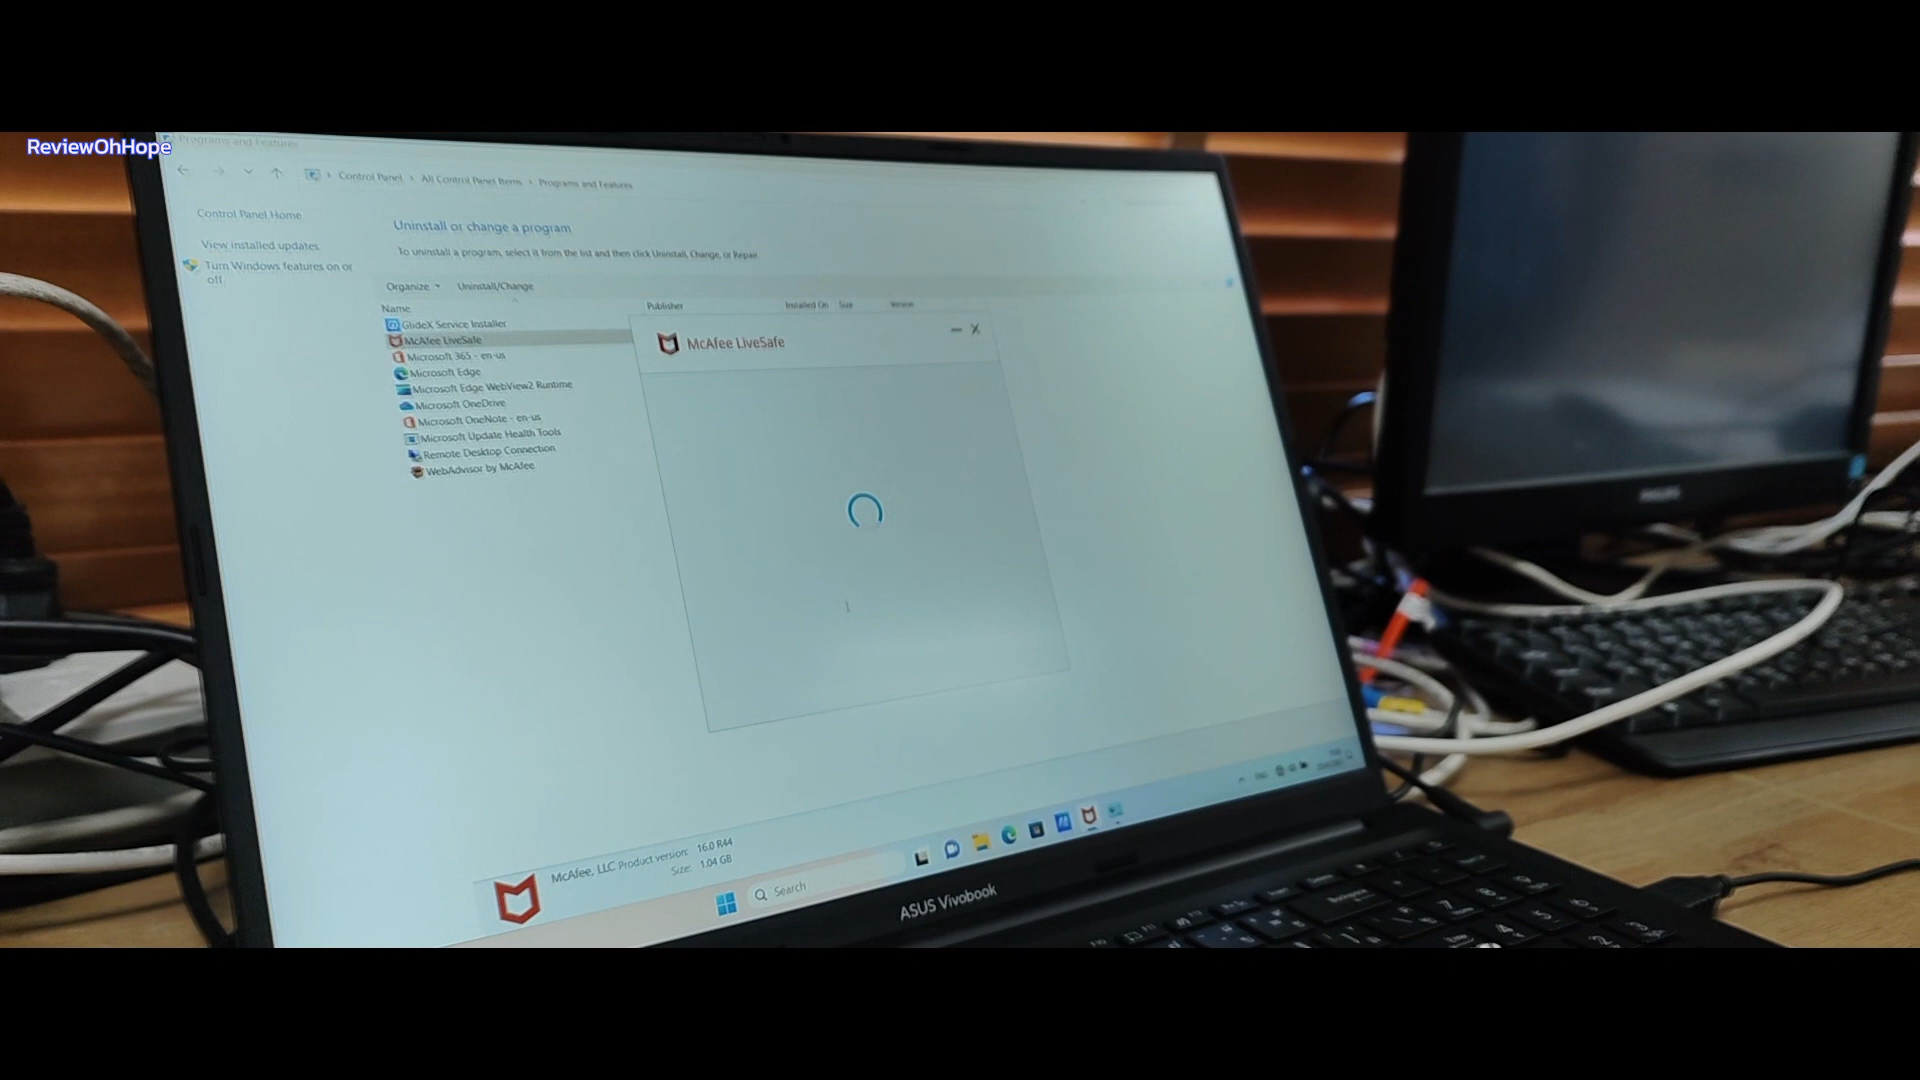 ReviewOhHope
Programs and Features
Control Panel > All Control Panel Items > Programs and Features
Control Panel Home
View installed updates
Turn Windows features on or
off
Uninstall or change a program
To uninstall a program, select it from the list and then click Uninstall, Change, or Repair.
Organize Uninstall/Change
Name Publisher Installed On Size Version
GlideX Service Installer
McAfee LiveSafe
Microsoft 365 - en-us
Microsoft Edge
Microsoft Edge WebView2 Runtime
Microsoft OneDrive
Microsoft OneNote - en-us
Microsoft Update Health Tools
Remote Desktop Connection
WebAdvisor by McAfee
McAfee LiveSafe
McAfee, LLC Product version: 16.0 R44
Size: 1.04 GB
Search
ASUS Vivobook
PHILIPS